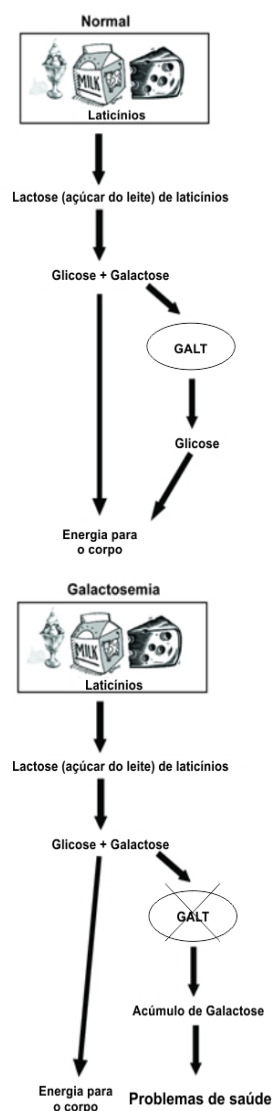 Normal
MILK
Laticínios
Lactose (açúcar do leite) de laticínios
Glicose + Galactose
GALT
Glicose
Energia para
o corpo
Galactosemia
MILK
Laticínios
Lactose (açúcar do leite) de laticínios
Glicose + Galactose
GALT
Acúmulo de Galactose
Energia para
o corpo
Problemas de saúde